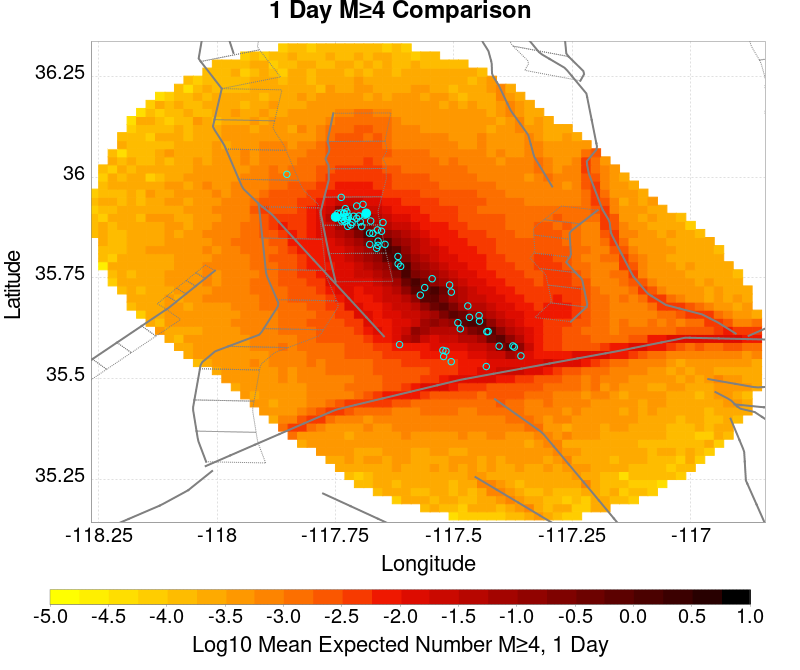 1 Day M≥4 Comparison
36.25
36
35.75
35.5
35.25
Latitude
-118.25 -118 -117.75 -117.5 -117.25 -117
Longitude
-5.0 -4.5 -4.0 -3.5 -3.0 -2.5 -2.0 -1.5 -1.0 -0.5 0.0 0.5 1.0
Log10 Mean Expected Number M≥4, 1 Day